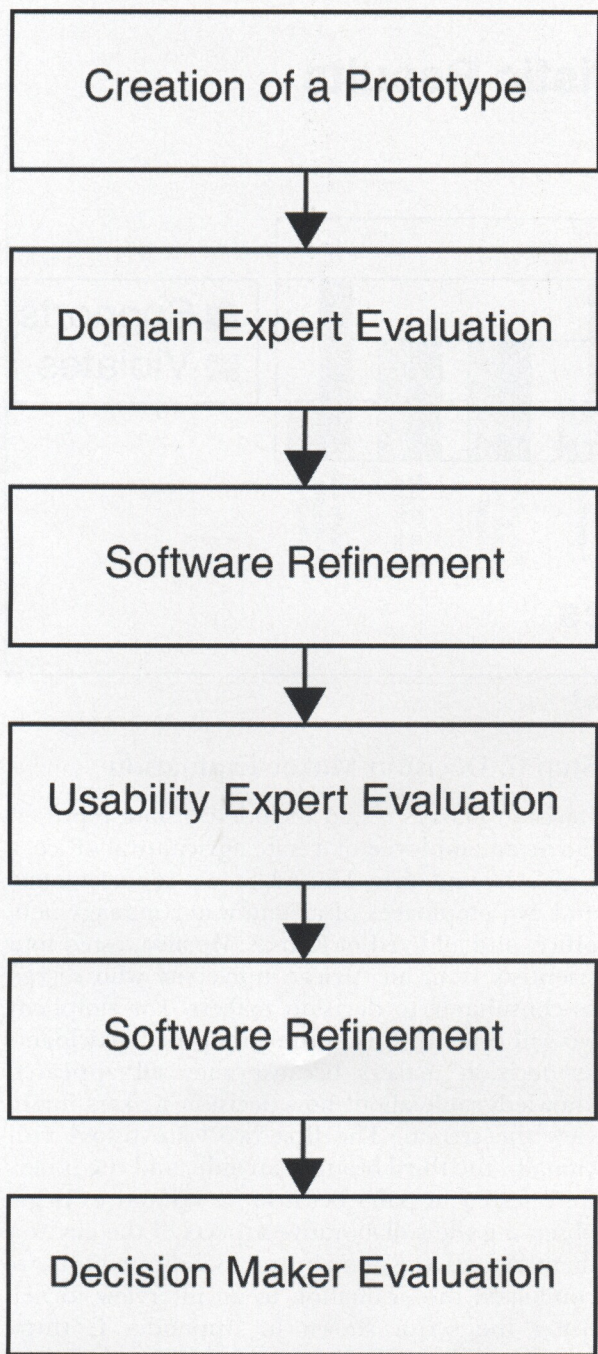 Creation of a Prototype
Domain Expert Evaluation
Software Refinement
Usability Expert Evaluation
Software Refinement
Decision Maker Evaluation